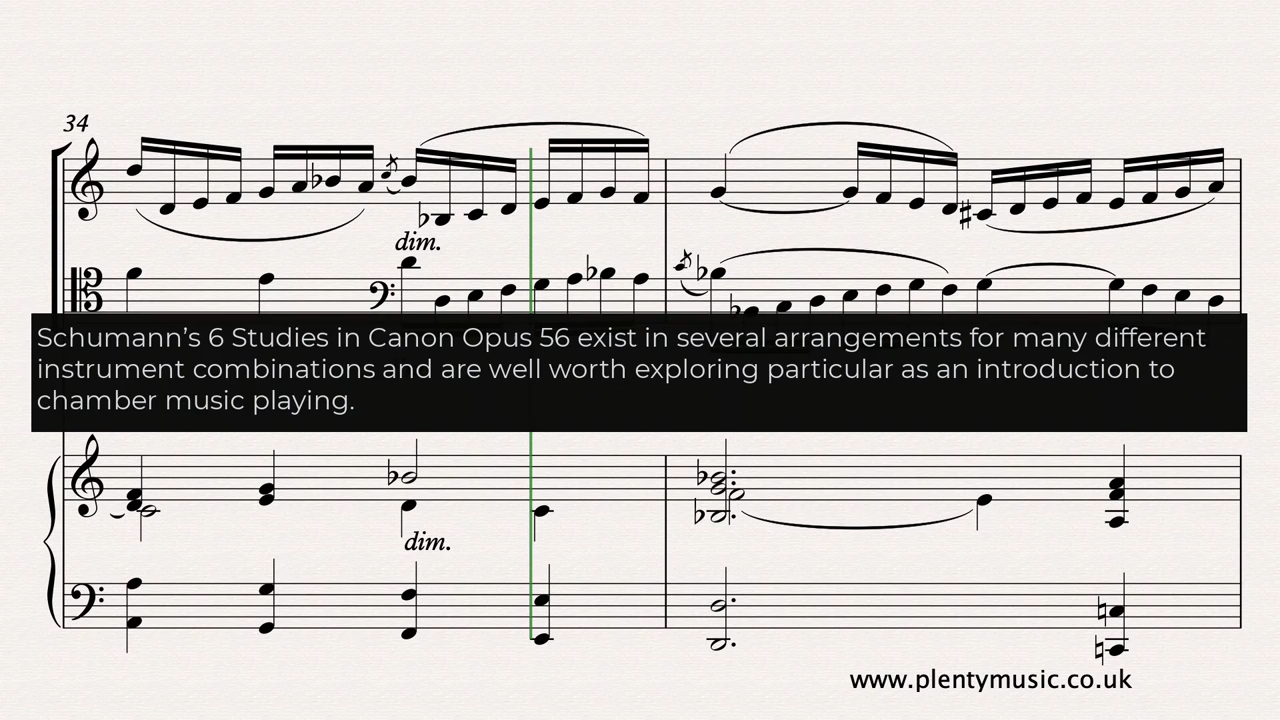 34
dim.
Schumann’s 6 Studies in Canon Opus 56 exist in several arrangements for many different
instrument combinations and are well worth exploring particular as an introduction to
chamber music playing.
dim.
www.plentymusic.co.uk